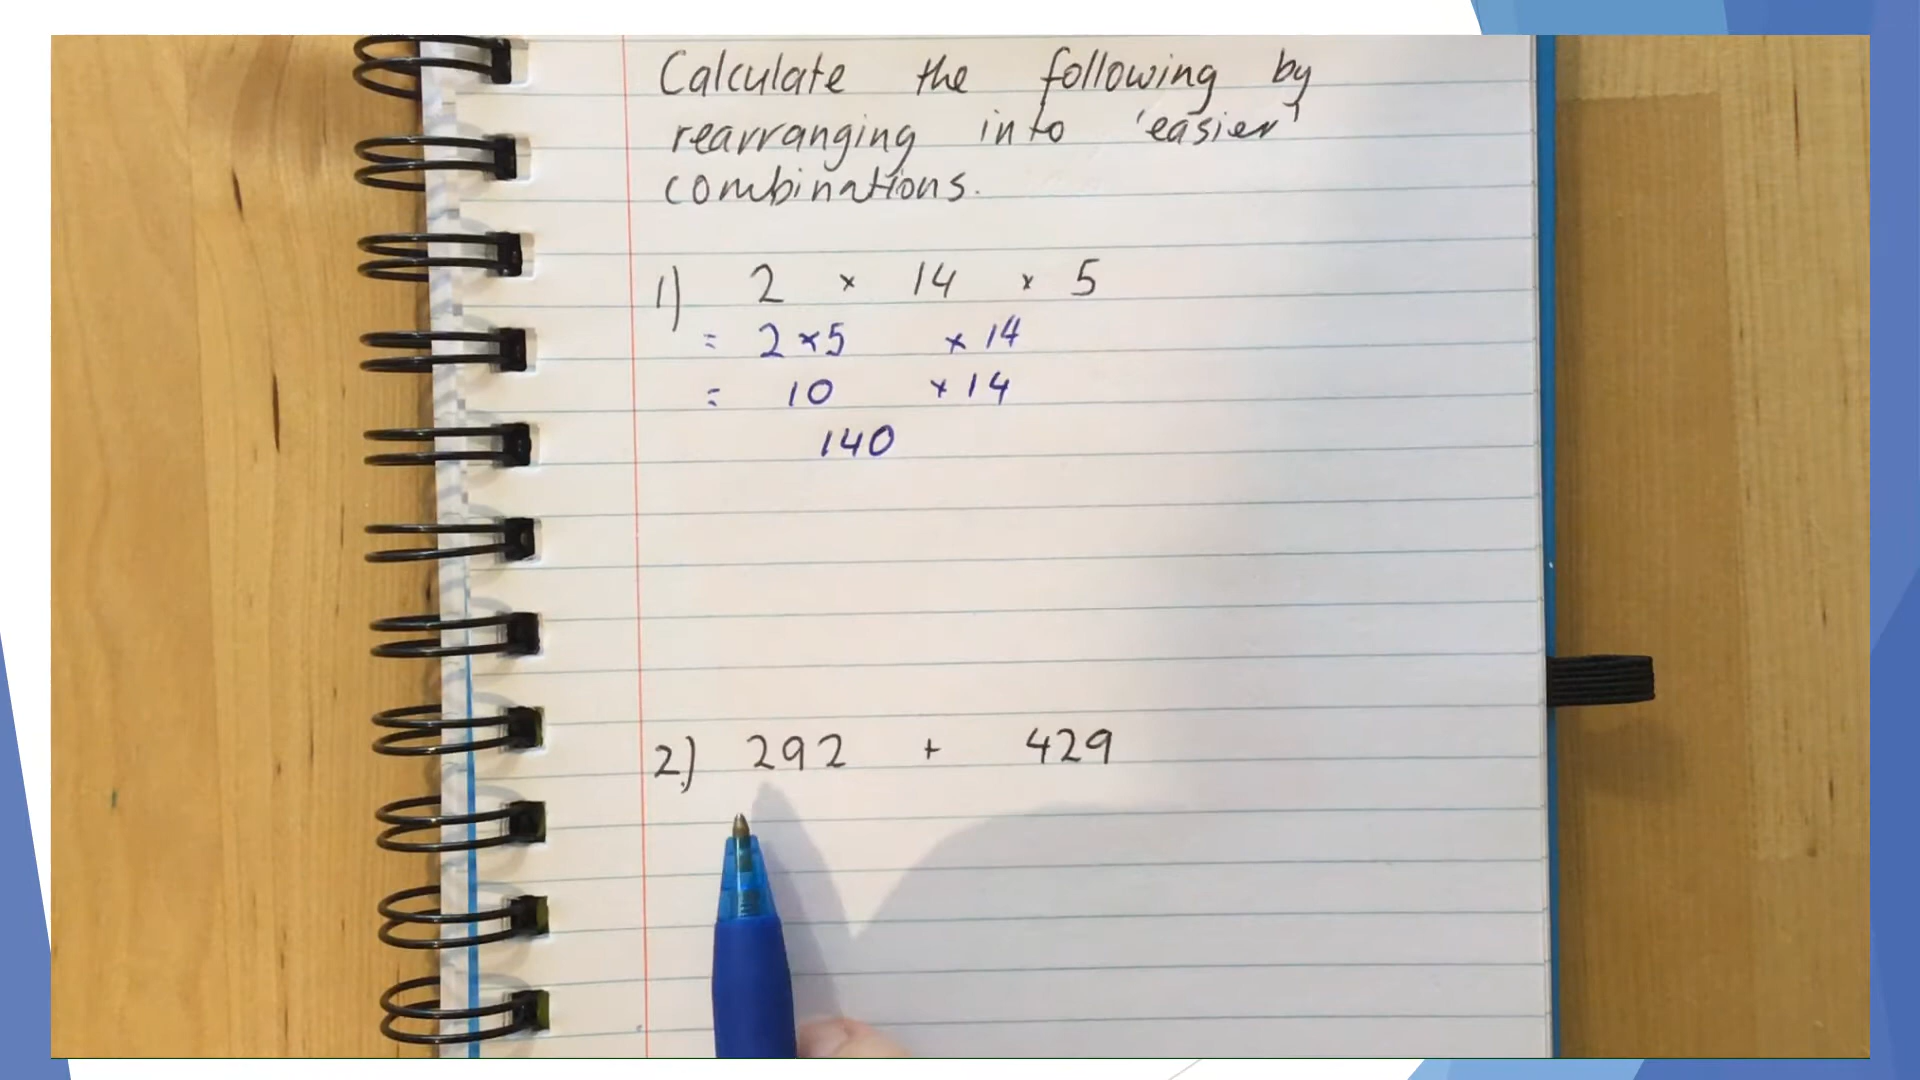 Calculate the following by
rearranging into 'easier'
combinations.
1) 2 × 14 × 5
= 2 × 5 × 14
= 10 × 14
140
2.) 292 + 429